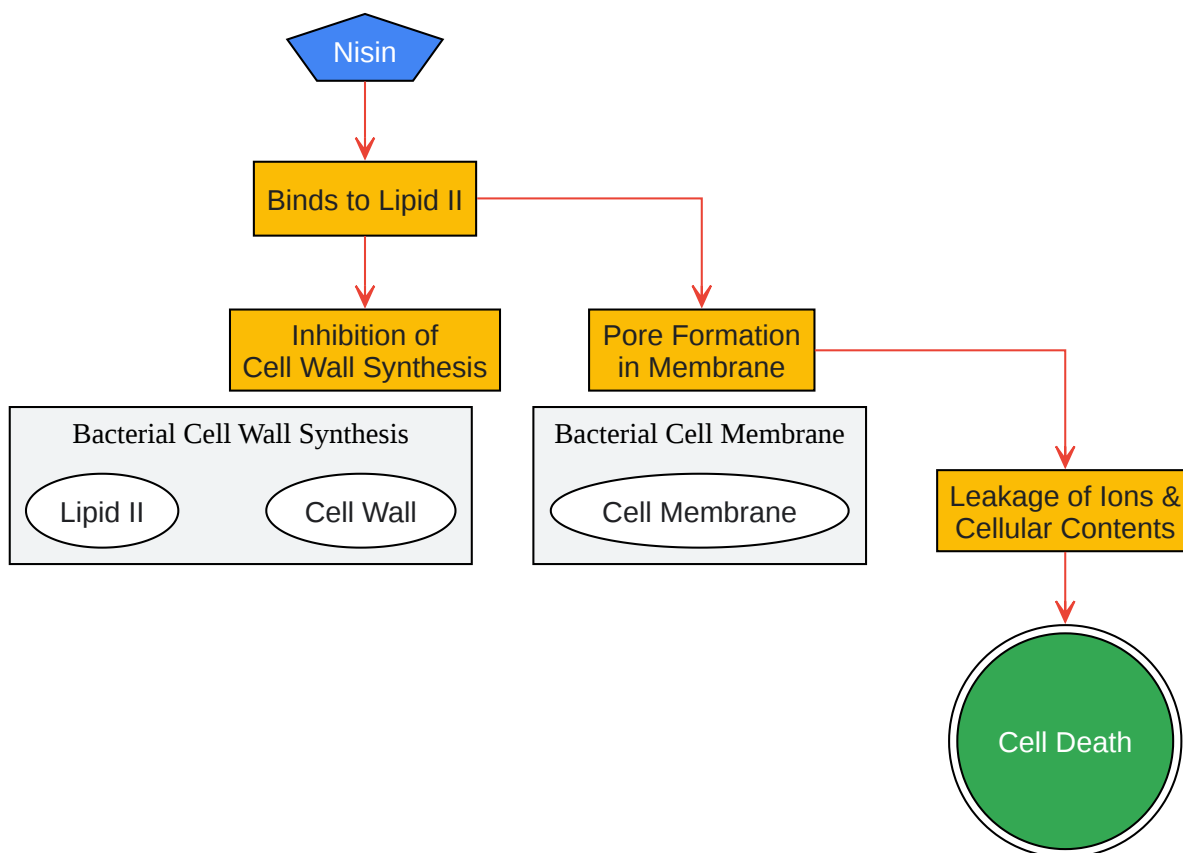 Nisin
Binds to Lipid II
Inhibition of
Cell Wall Synthesis
Pore Formation
in Membrane
Bacterial Cell Wall Synthesis
Lipid II
Cell Wall
Bacterial Cell Membrane
Cell Membrane
Leakage of Ions &
Cellular Contents
Cell Death